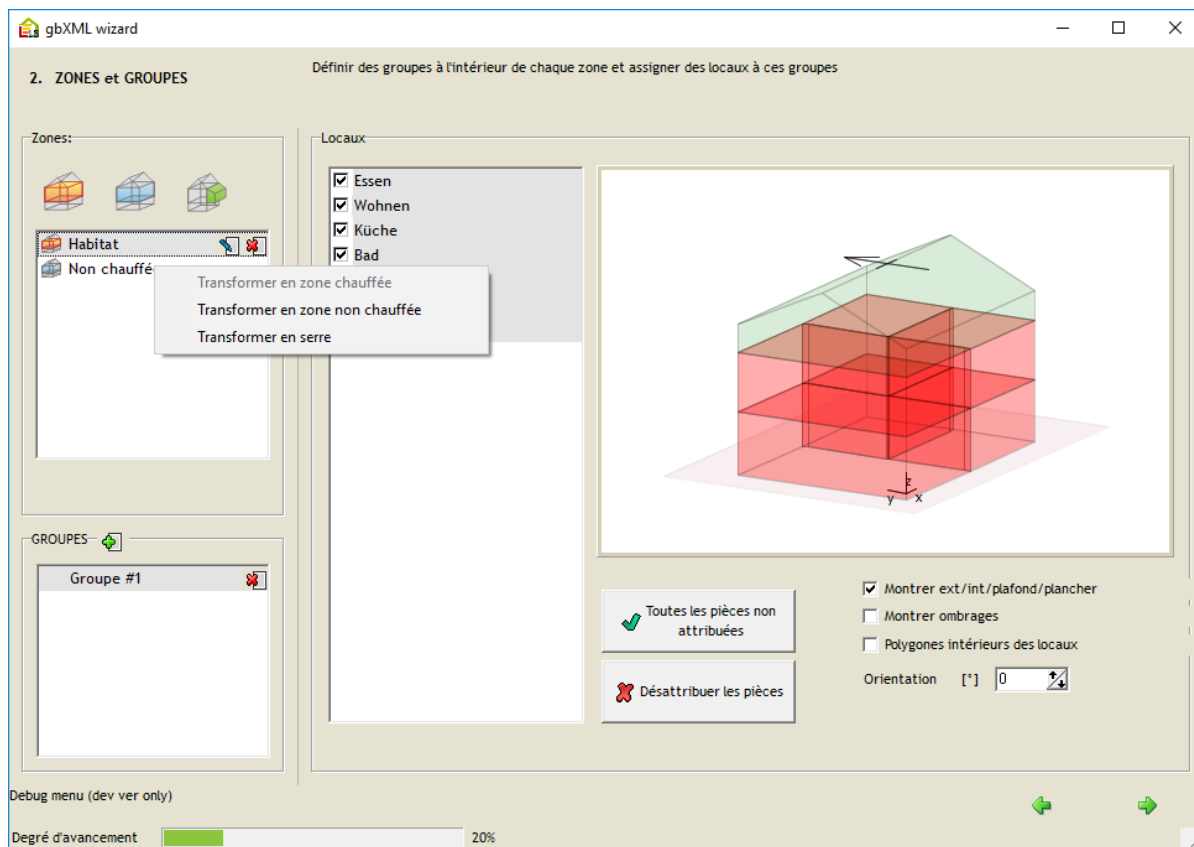 gbXML wizard
2. ZONES et GROUPES
Définir des groupes à l'intérieur de chaque zone et assigner des locaux à ces groupes
Zones:
Habitat
Non chauffé
Transformer en zone chauffée
Transformer en zone non chauffée
Transformer en serre
GROUPES
Groupe #1
Locaux
Essen
Wohnen
Küche
Bad
z
y
x
Toutes les pièces non
attribuées
Désattribuer les pièces
Montrer ext/int/plafond/plancher
Montrer ombrages
Polygones intérieurs des locaux
Orientation [°] 0
Debug menu (dev ver only)
Degré d'avancement
20%